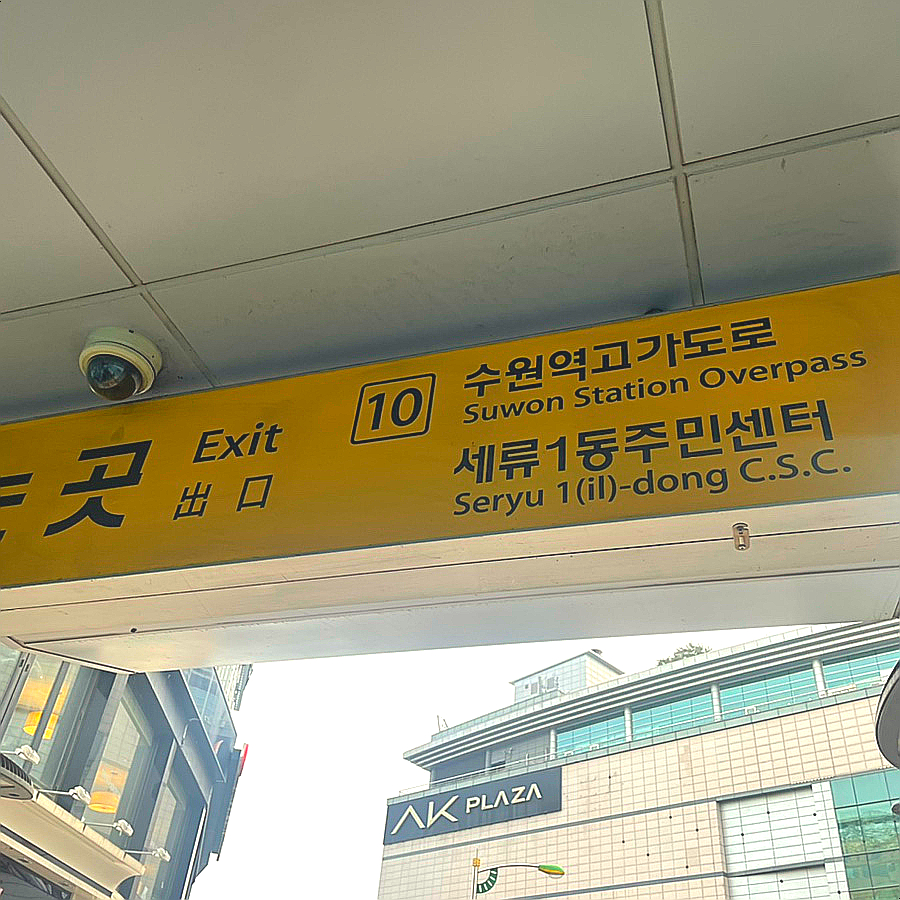 곳
Exit
出口
10
수원역고가도로
Suwon Station Overpass
세류1동주민센터
Seryu 1(il)-dong C.S.C.
AK PLAZA